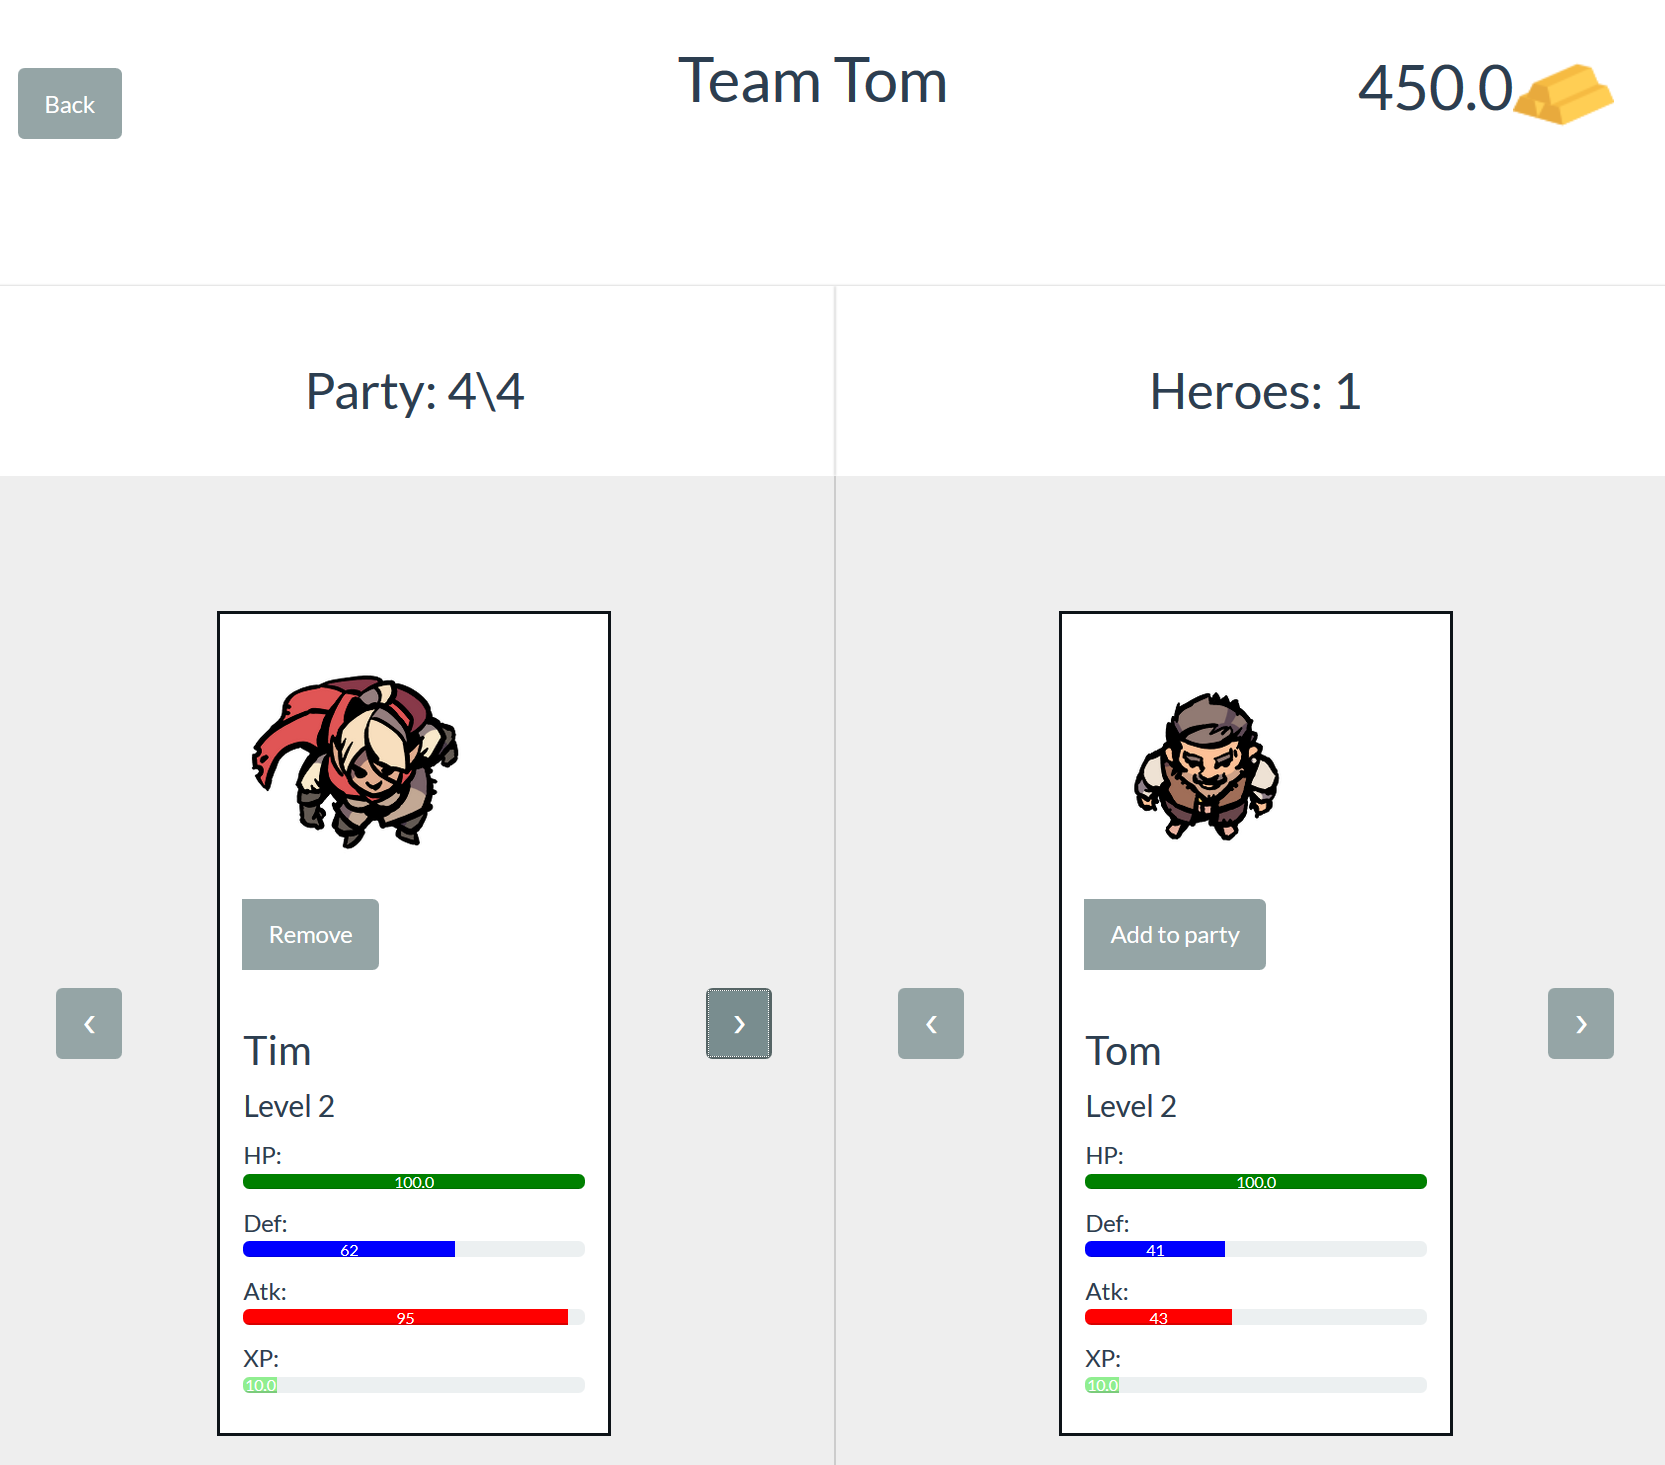 Back
Team Tom
450.0
Party: 4\4
Heroes: 1
Remove
‹
›
Tim
Level 2
HP:
100.0
Def:
62
Atk:
95
XP:
10.0
Add to party
‹
›
Tom
Level 2
HP:
100.0
Def:
41
Atk:
43
XP:
10.0